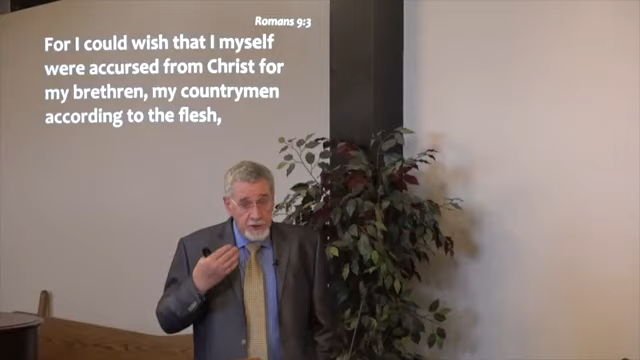 Romans 9:3
For I could wish that I myself
were accursed from Christ for
my brethren, my countrymen
according to the flesh,